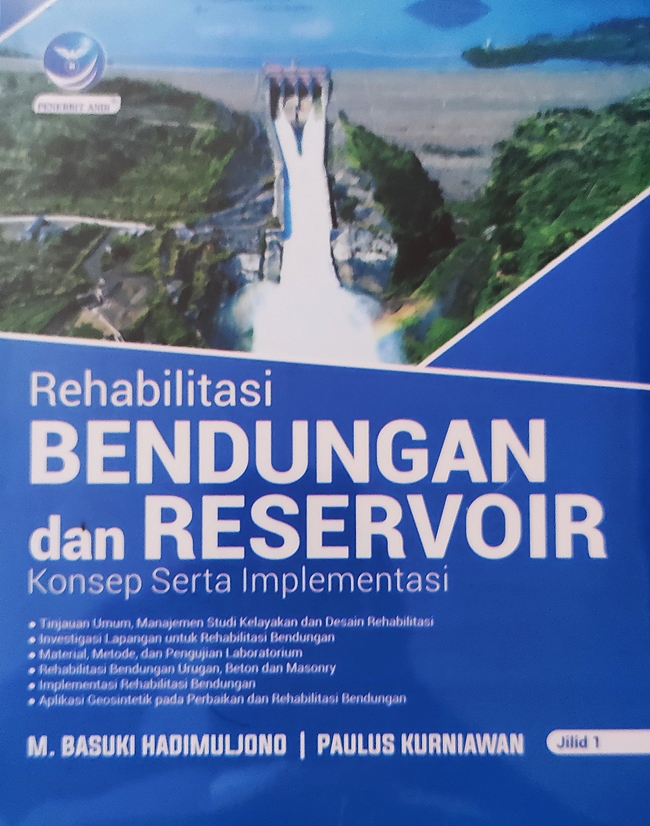 PENERBIT ANDI®
Rehabilitasi
BENDUNGAN
dan RESERVOIR
Konsep Serta Implementasi
• Tinjauan Umum, Manajemen Studi Kelayakan dan Desain Rehabilitasi
• Investigasi Lapangan untuk Rehabilitasi Bendungan
• Material, Metode, dan Pengujian Laboratorium
• Rehabilitasi Bendungan Urugan, Beton dan Masonry
• Implementasi Rehabilitasi Bendungan
• Aplikasi Geosintetik pada Perbaikan dan Rehabilitasi Bendungan
M. BASUKI HADIMULJONO | PAULUS KURNIAWAN
Jilid 1